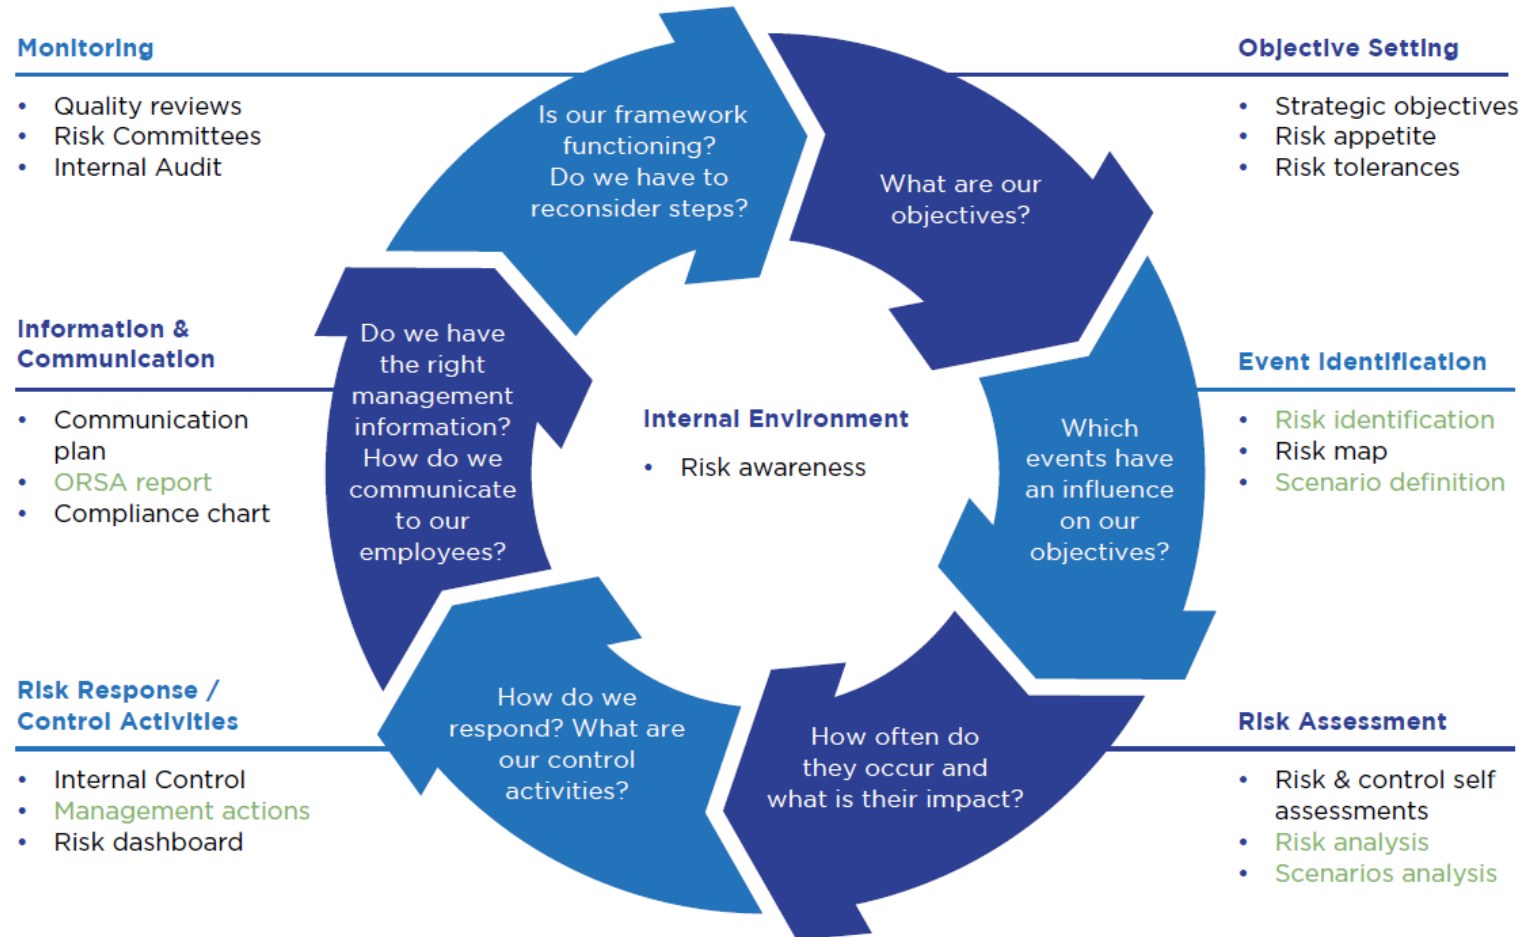 Monitoring
• Quality reviews
• Risk Committees
• Internal Audit
Is our framework
functioning?
Do we have to
reconsider steps?
Objective Setting
• Strategic objectives
• Risk appetite
• Risk tolerances
What are our
objectives?
Information &
Communication
• Communication
plan
• ORSA report
• Compliance chart
Do we have
the right
management
information?
How do we
communicate
to our
employees?
Internal Environment
• Risk awareness
Which
events have
an influence
on our
objectives?
Event Identification
• Risk identification
• Risk map
• Scenario definition
Risk Response /
Control Activities
• Internal Control
• Management actions
• Risk dashboard
How do we
respond? What are
our control
activities?
How often do
they occur and
what is their impact?
Risk Assessment
• Risk & control self
assessments
• Risk analysis
• Scenarios analysis